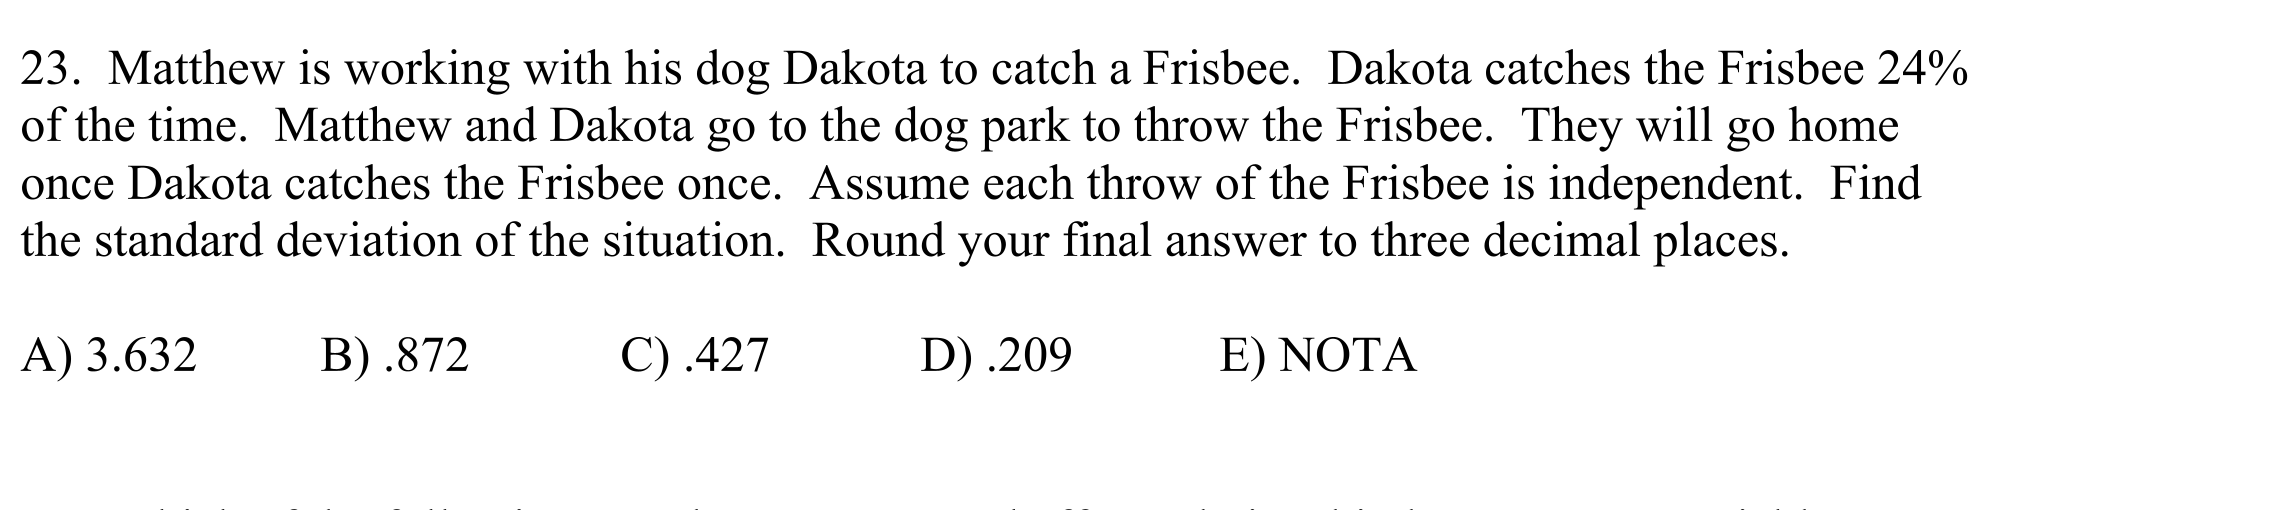 23. Matthew is working with his dog Dakota to catch a Frisbee. Dakota catches the Frisbee 24%
of the time. Matthew and Dakota go to the dog park to throw the Frisbee. They will go home
once Dakota catches the Frisbee once. Assume each throw of the Frisbee is independent. Find
the standard deviation of the situation. Round your final answer to three decimal places.
A) 3.632 B) .872 C) .427 D) .209 E) NOTA